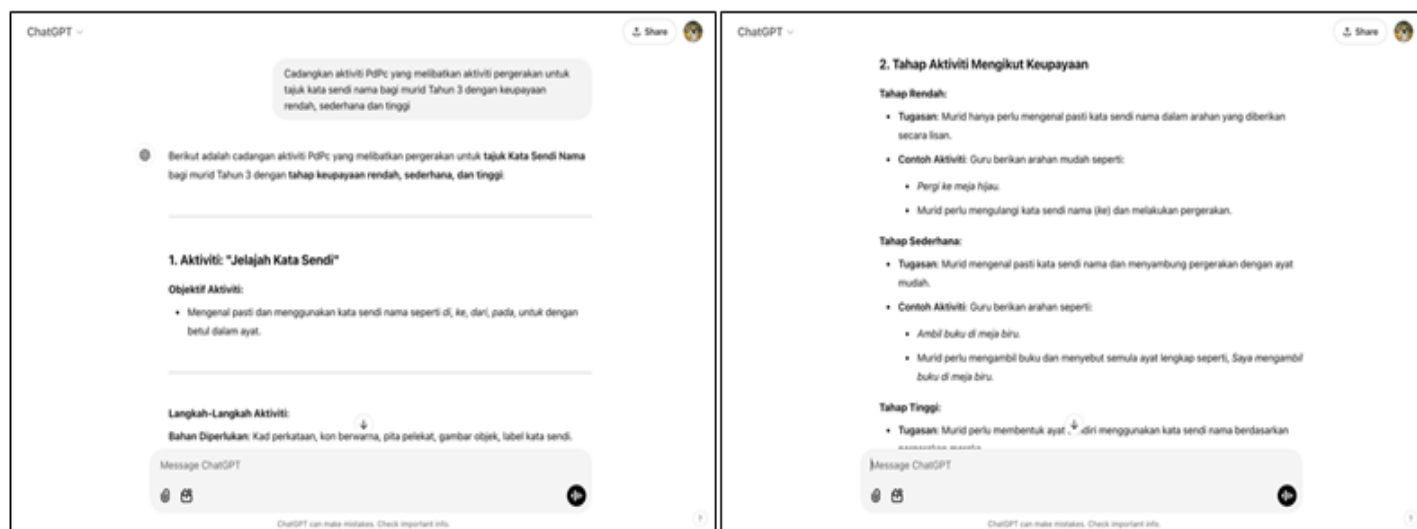 ChatGPT
Share
Cadangkan aktiviti PdPc yang melibatkan aktiviti pergerakan untuk
tajuk kata sendi nama bagi murid Tahun 3 dengan keupayaan
rendah, sederhana dan tinggi
Berikut adalah cadangan aktiviti PdPc yang melibatkan pergerakan untuk tajuk Kata Sendi Nama
bagi murid Tahun 3 dengan tahap keupayaan rendah, sederhana, dan tinggi:
1. Aktiviti: "Jelajah Kata Sendi"
Objektif Aktiviti:
• Mengenal pasti dan menggunakan kata sendi nama seperti di, ke, dari, pada, untuk dengan
betul dalam ayat.
Langkah-Langkah Aktiviti:
Bahan Diperlukan: Kad perkataan, kon berwarna, pita pelekat, gambar objek, label kata sendi.
Message ChatGPT
ChatGPT can make mistakes. Check important info.
?
ChatGPT
Share
2. Tahap Aktiviti Mengikut Keupayaan
Tahap Rendah:
• Tugasan: Murid hanya perlu mengenal pasti kata sendi nama dalam arahan yang diberikan
secara lisan.
• Contoh Aktiviti: Guru berikan arahan mudah seperti:
• Pergi ke meja hijau.
• Murid perlu mengulangi kata sendi nama (ke) dan melakukan pergerakan.
Tahap Sederhana:
• Tugasan: Murid mengenal pasti kata sendi nama dan menyambung pergerakan dengan ayat
mudah.
• Contoh Aktiviti: Guru berikan arahan seperti:
• Ambil buku di meja biru.
• Murid perlu mengambil buku dan menyebut semula ayat lengkap seperti, Saya mengambil
buku di meja biru.
Tahap Tinggi:
• Tugasan: Murid perlu membentuk ayat menggunakan kata sendi nama berdasarkan
Message ChatGPT
ChatGPT can make mistakes. Check important info.
?